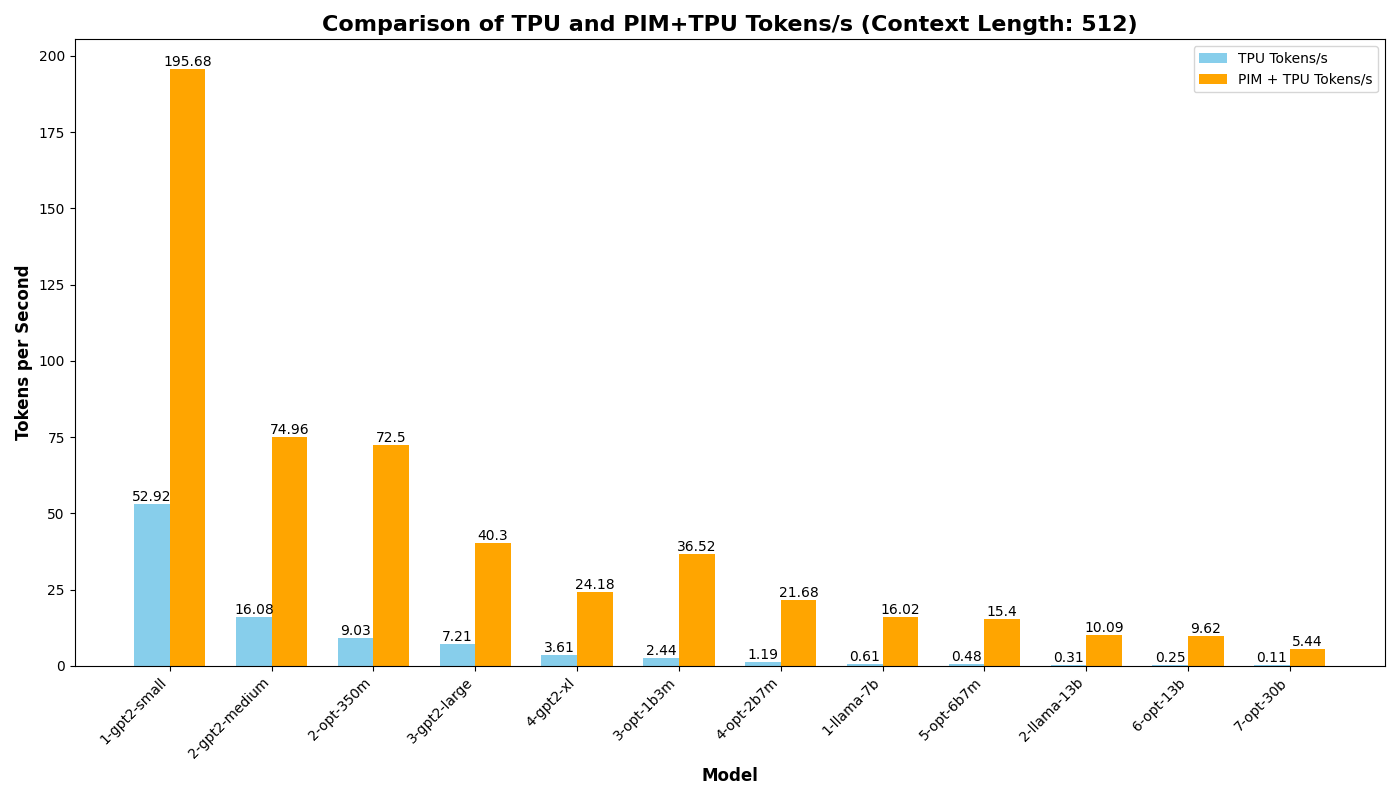 Comparison of TPU and PIM+TPU Tokens/s (Context Length: 512)
TPU Tokens/s
PIM + TPU Tokens/s
Tokens per Second
200
175
150
125
100
75
50
25
0
52.92
195.68
16.08
74.96
9.03
72.5
7.21
40.3
3.61
24.18
2.44
36.52
1.19
21.68
0.61
16.02
0.48
15.4
0.31
10.09
0.25
9.62
0.11
5.44
1-gpt2-small
2-gpt2-medium
2-opt-350m
3-gpt2-large
4-gpt2-xl
3-opt-1b3m
4-opt-2b7m
1-llama-7b
5-opt-6b7m
2-llama-13b
6-opt-13b
7-opt-30b
Model